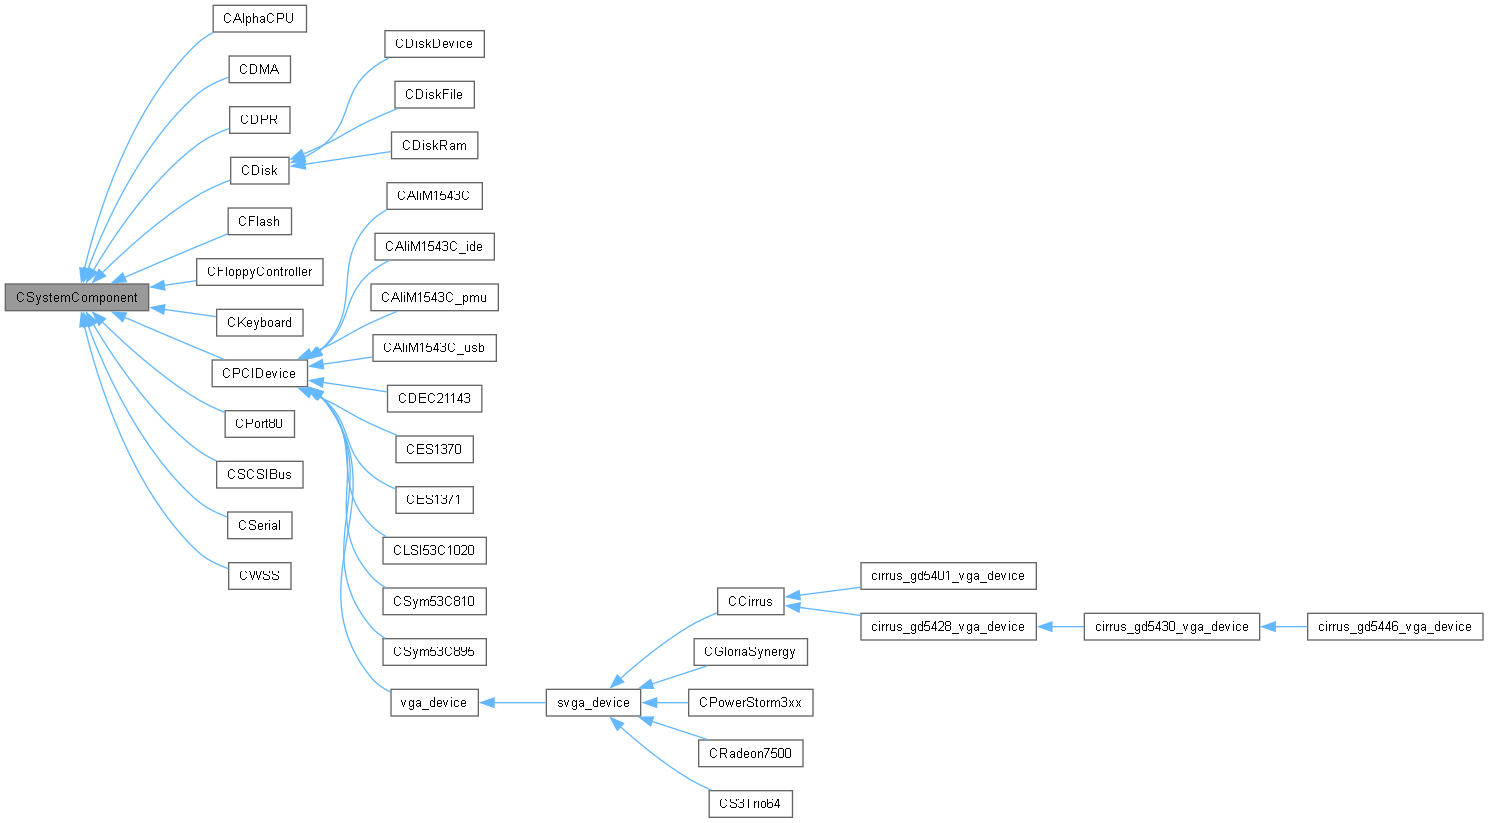 CAlphaCPU
CDMA
CDPR
CDisk
CFlash
CFloppyController
CKeyboard
CSystemComponent
CPCIDevice
CPort80
CSCSIBus
CSerial
CWSS
CDiskDevice
CDiskFile
CDiskRam
CAliM1543C
CAliM1543C_ide
CAliM1543C_pmu
CAliM1543C_usb
CDEC21143
CES1370
CES1371
CLSI53C1020
CSym53C810
CSym53C895
vga_device
svga_device
CCirrus
CGloriaSynergy
CPowerStorm3xx
CRadeon7500
CS3Trio64
cirrus_gd5401_vga_device
cirrus_gd5428_vga_device
cirrus_gd5430_vga_device
cirrus_gd5446_vga_device